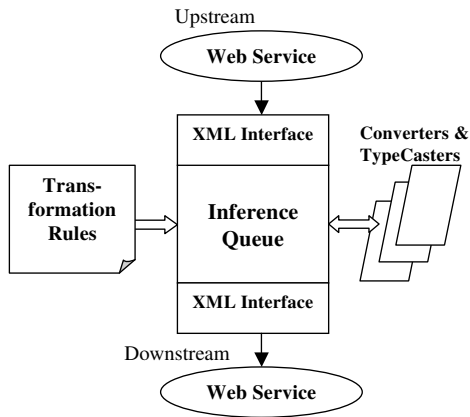 Upstream
Web Service
XML Interface
Converters &
TypeCasters
Trans-
formation
Rules
Inference
Queue
XML Interface
Downstream
Web Service